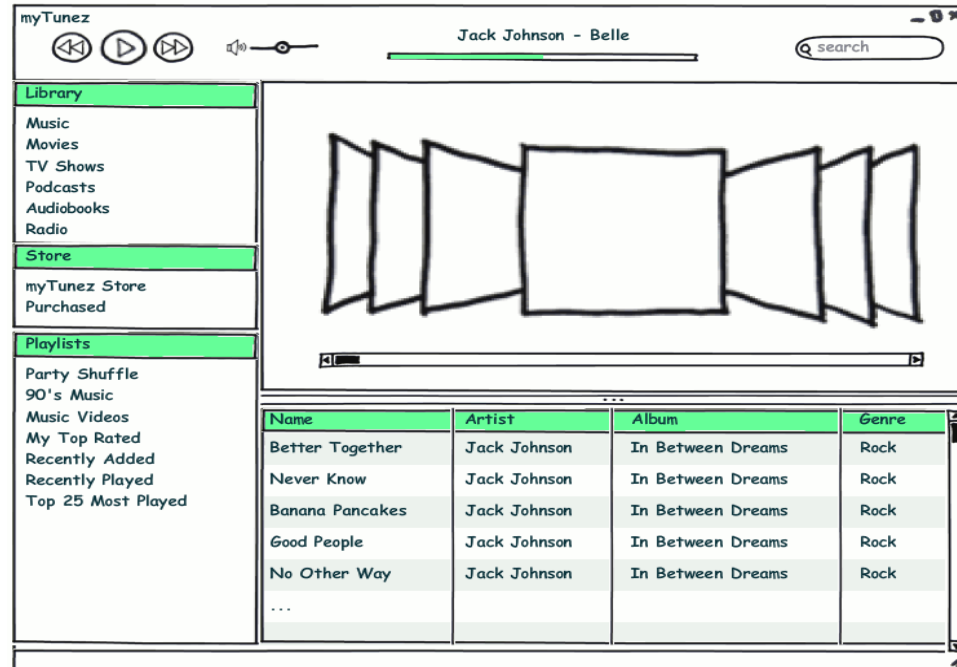 myTunez
Jack Johnson - Belle
search
Library
Music
Movies
TV Shows
Podcasts
Audiobooks
Radio
Store
myTunez Store
Purchased
Playlists
Party Shuffle
90's Music
Music Videos
My Top Rated
Recently Added
Recently Played
Top 25 Most Played
...
Name Artist Album Genre
Better Together Jack Johnson In Between Dreams Rock
Never Know Jack Johnson In Between Dreams Rock
Banana Pancakes Jack Johnson In Between Dreams Rock
Good People Jack Johnson In Between Dreams Rock
No Other Way Jack Johnson In Between Dreams Rock
...